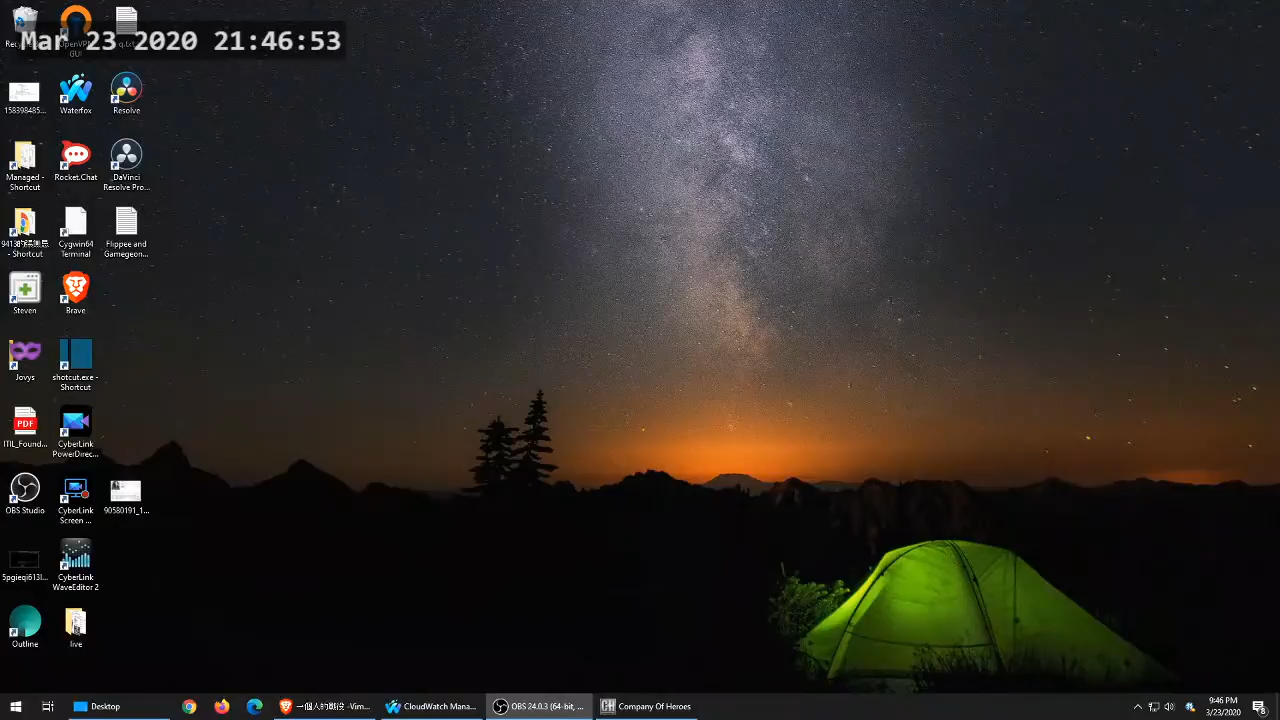 Mar 23 2020 21:46:53
GUI
158398485...
Waterfox
Resolve
Managed - Shortcut
Rocket.Chat
DaVinci Resolve Pro...
- Shortcut
Cygwin64 Terminal
Flippee and Gamegeon...
Steven
Brave
Jovys
shotcut.exe - Shortcut
PDF
ITIL_Found...
CyberLink PowerDirec...
OBS Studio
CyberLink Screen ...
90580191_1...
5pgieqi613l...
CyberLink WaveEditor 2
Outline
live
Desktop
CloudWatch Mana...
OBS 24.0.3 (64-bit, ...
Company Of Heroes
9:46 PM
3/23/2020